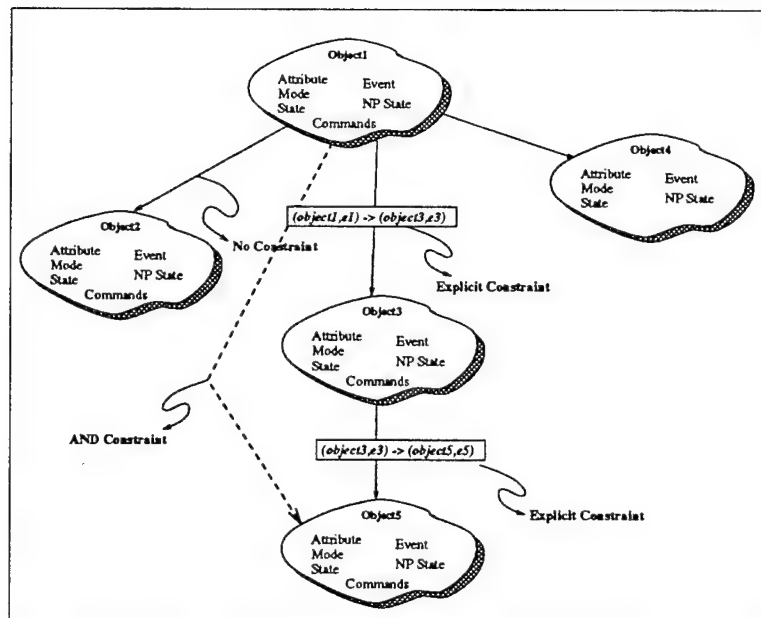 Object1
Attribute Event
Mode NP State
State
Commands
Object4
Attribute Event
Mode NP State
State
(object1,e1) -> (object3,e3)
Object2
Attribute Event
Mode NP State
State
Commands
No Constraint
Explicit Constraint
Object3
Attribute Event
Mode NP State
State
Commands
AND Constraint
(object3,e3) -> (object5,e5)
Explicit Constraint
Object5
Attribute Event
Mode NP State
State
Commands